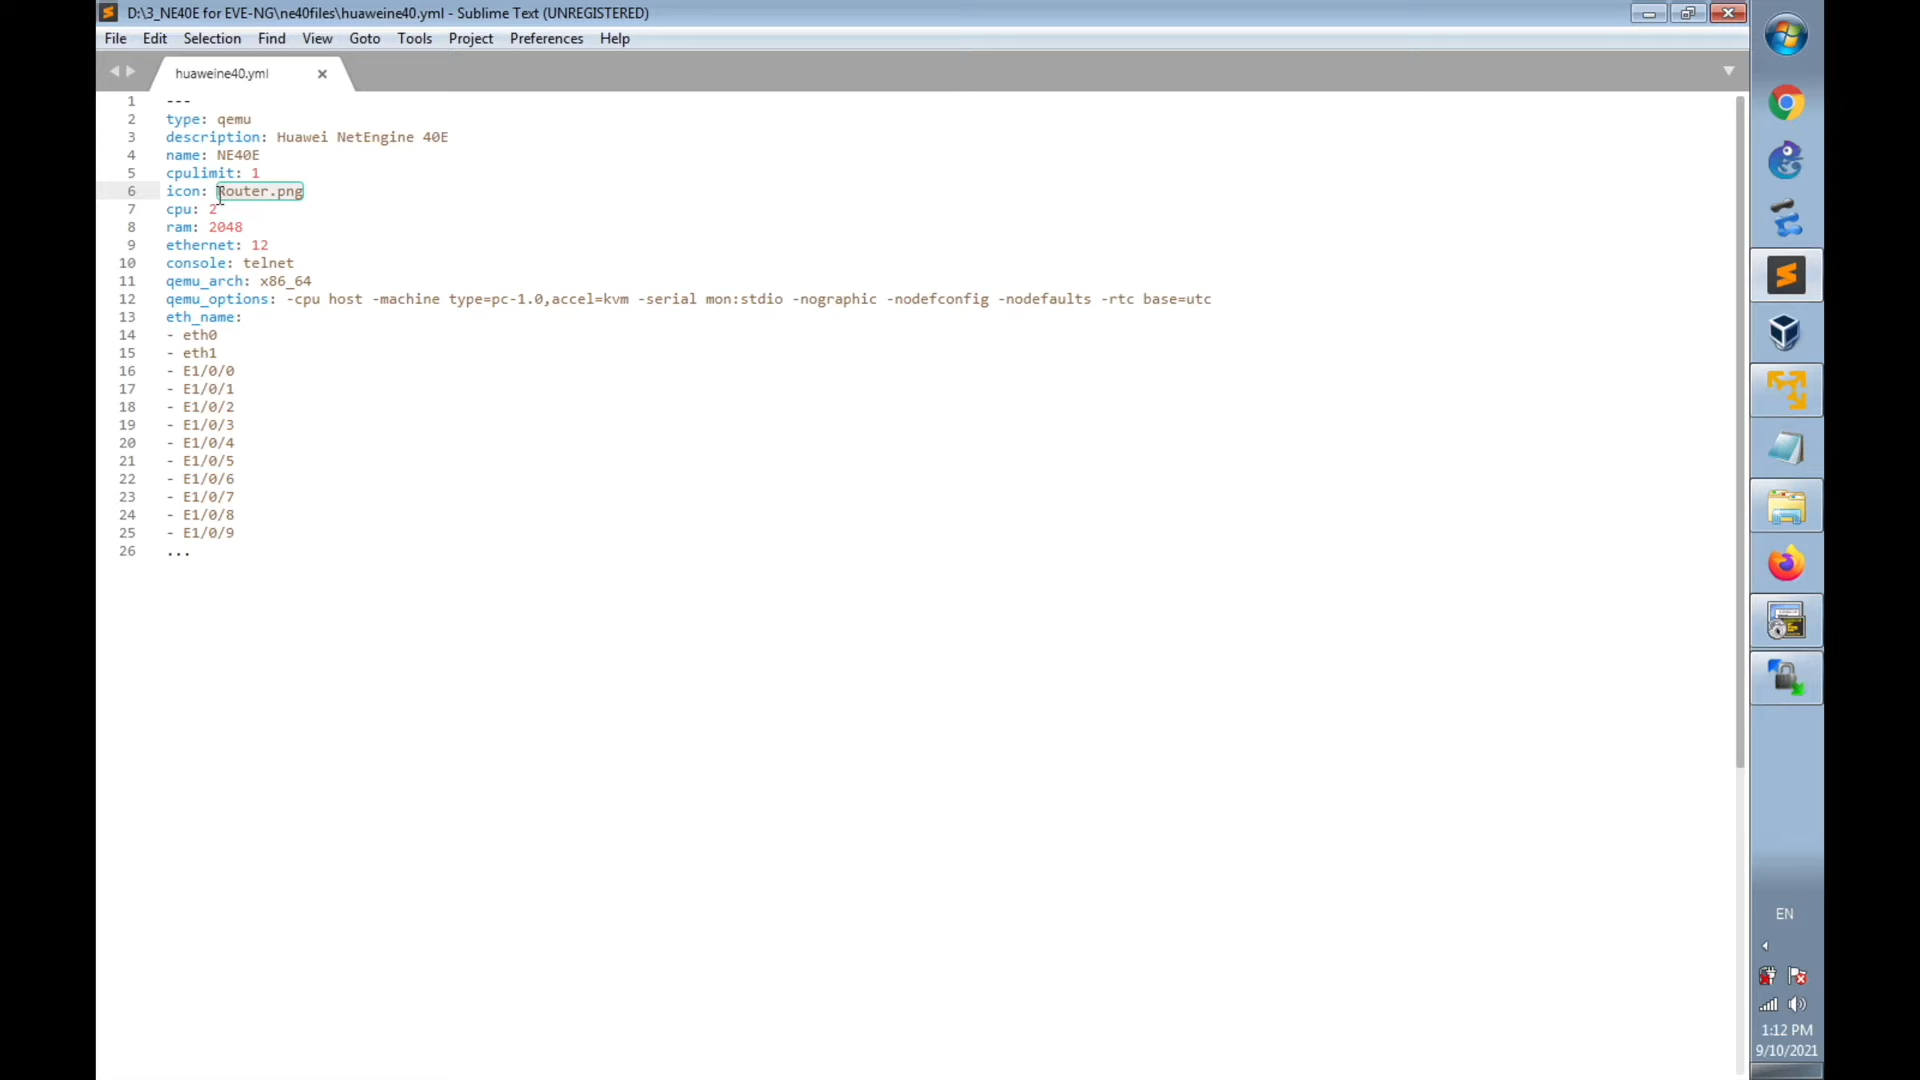 D:\3_NE40E for EVE-NG\ne40files\huaweine40.yml - Sublime Text (UNREGISTERED)
File Edit Selection Find View Goto Tools Project Preferences Help
huaweine40.yml
1 ---
2 type: qemu
3 description: Huawei NetEngine 40E
4 name: NE40E
5 cpulimit: 1
6 icon: Router.png
7 cpu: 2
8 ram: 2048
9 ethernet: 12
10 console: telnet
11 qemu_arch: x86_64
12 qemu_options: -cpu host -machine type=pc-1.0,accel=kvm -serial mon:stdio -nographic -nodefconfig -nodefaults -rtc base=utc
13 eth_name:
14 - eth0
15 - eth1
16 - E1/0/0
17 - E1/0/1
18 - E1/0/2
19 - E1/0/3
20 - E1/0/4
21 - E1/0/5
22 - E1/0/6
23 - E1/0/7
24 - E1/0/8
25 - E1/0/9
26 ...
EN
1:12 PM
9/10/2021